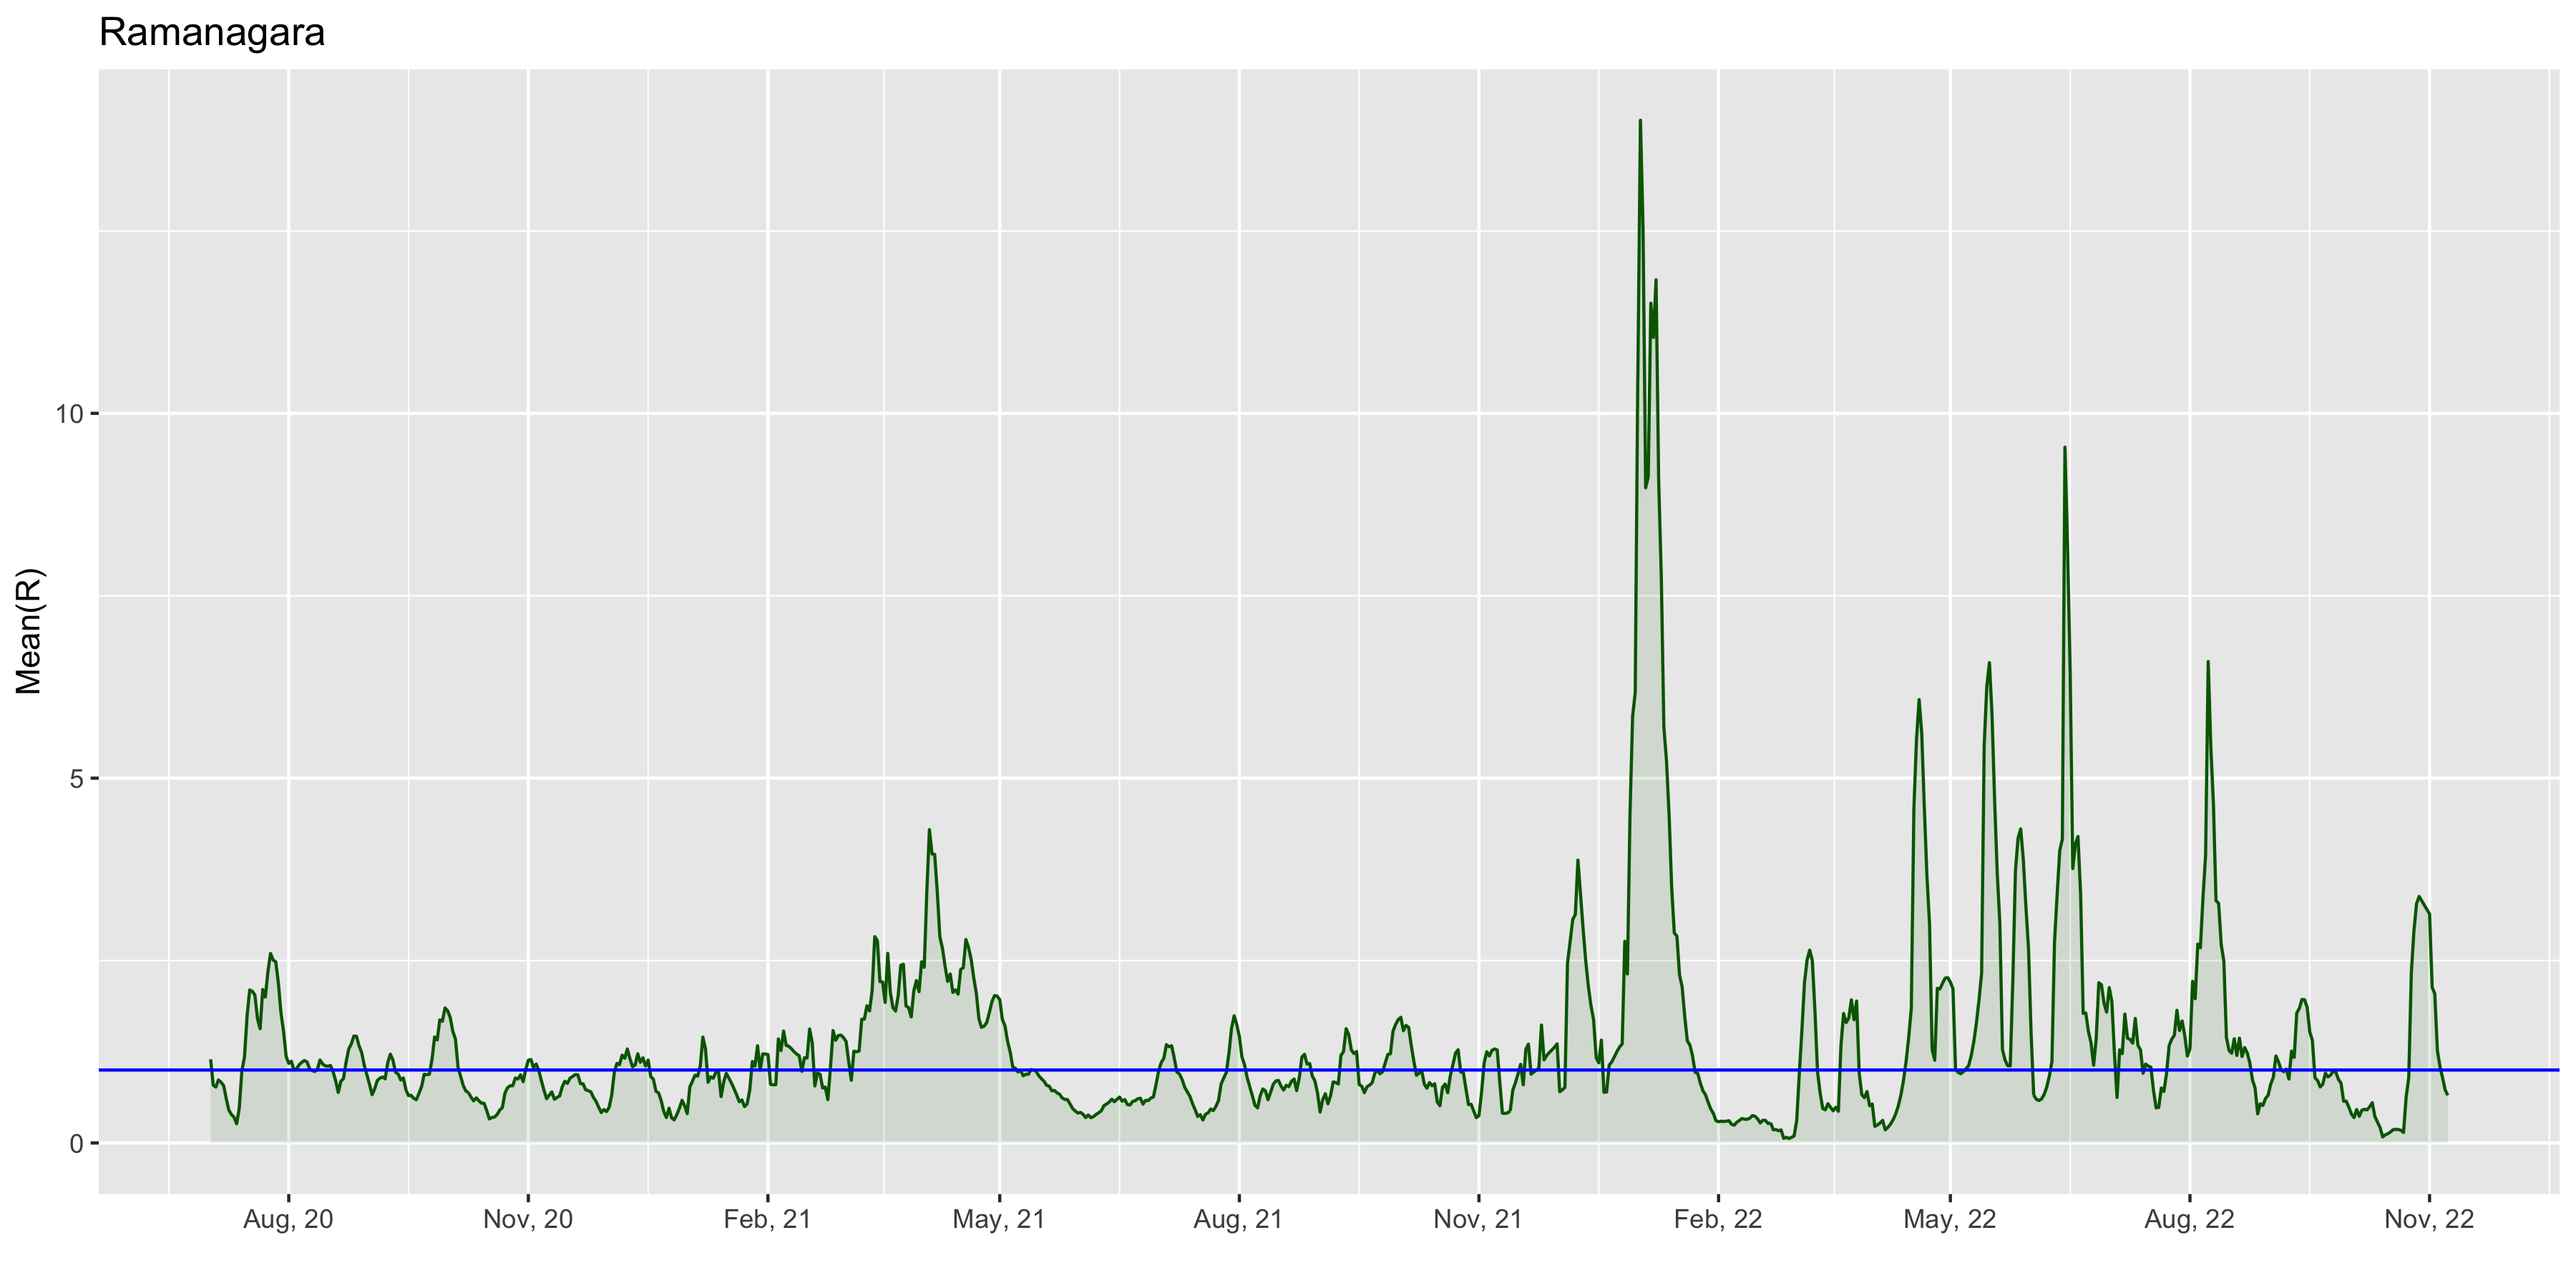 Ramanagara
Mean(R)
10
5
0
Aug, 20 Nov, 20 Feb, 21 May, 21 Aug, 21 Nov, 21 Feb, 22 May, 22 Aug, 22 Nov, 22